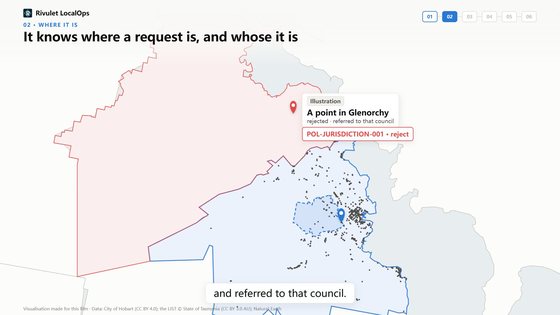 Rivulet LocalOps
02 • WHERE IT IS
It knows where a request is, and whose it is
01 02 03 04 05 06
Illustration
A point in Glenorchy
rejected · referred to that council
POL-JURISDICTION-001 • reject
and referred to that council.
Visualisation made for this film · Data: City of Hobart (CC BY 4.0); the LIST © State of Tasmania (CC BY 3.0 AU); Natural Earth